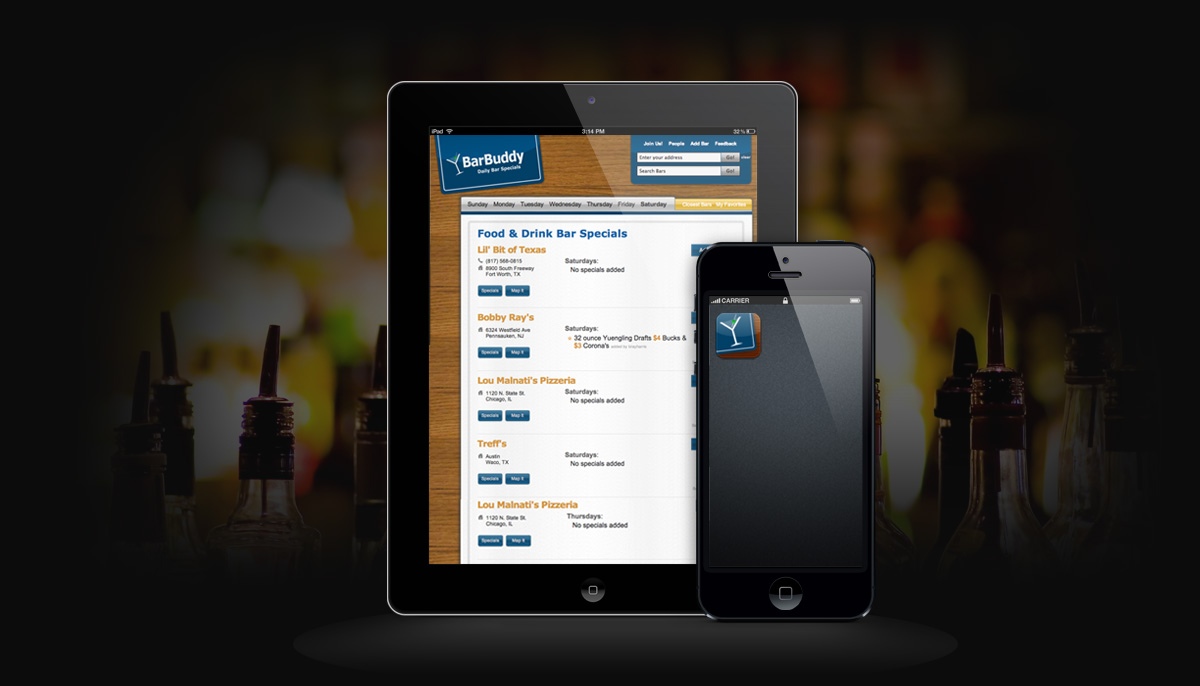 iPad 3:14 PM 32%
BarBuddy
Daily Bar Specials
Join Us! People Add Bar Feedback
Enter your address Go! clear
Search Bars Go!
Sunday Monday Tuesday Wednesday Thursday Friday Saturday Closed Bars My Favorites
Food & Drink Bar Specials
Lil' Bit of Texas
(817) 568-0815
8900 South Freeway
Fort Worth, TX
Saturdays:
No specials added
Specials Map it
Bobby Ray's
6324 Westfield Ave
Pennsauken, NJ
Saturdays:
32 ounce Yuengling Drafts $4 Bucks &
$3 Corona's
Specials Map it
Lou Malnati's Pizzeria
1120 N. State St.
Chicago, IL
Saturdays:
No specials added
Specials Map it
Treff's
Austin
Waco, TX
Saturdays:
No specials added
Specials Map it
Lou Malnati's Pizzeria
1120 N. State St.
Chicago, IL
Thursdays:
No specials added
Specials Map it
CARRIER